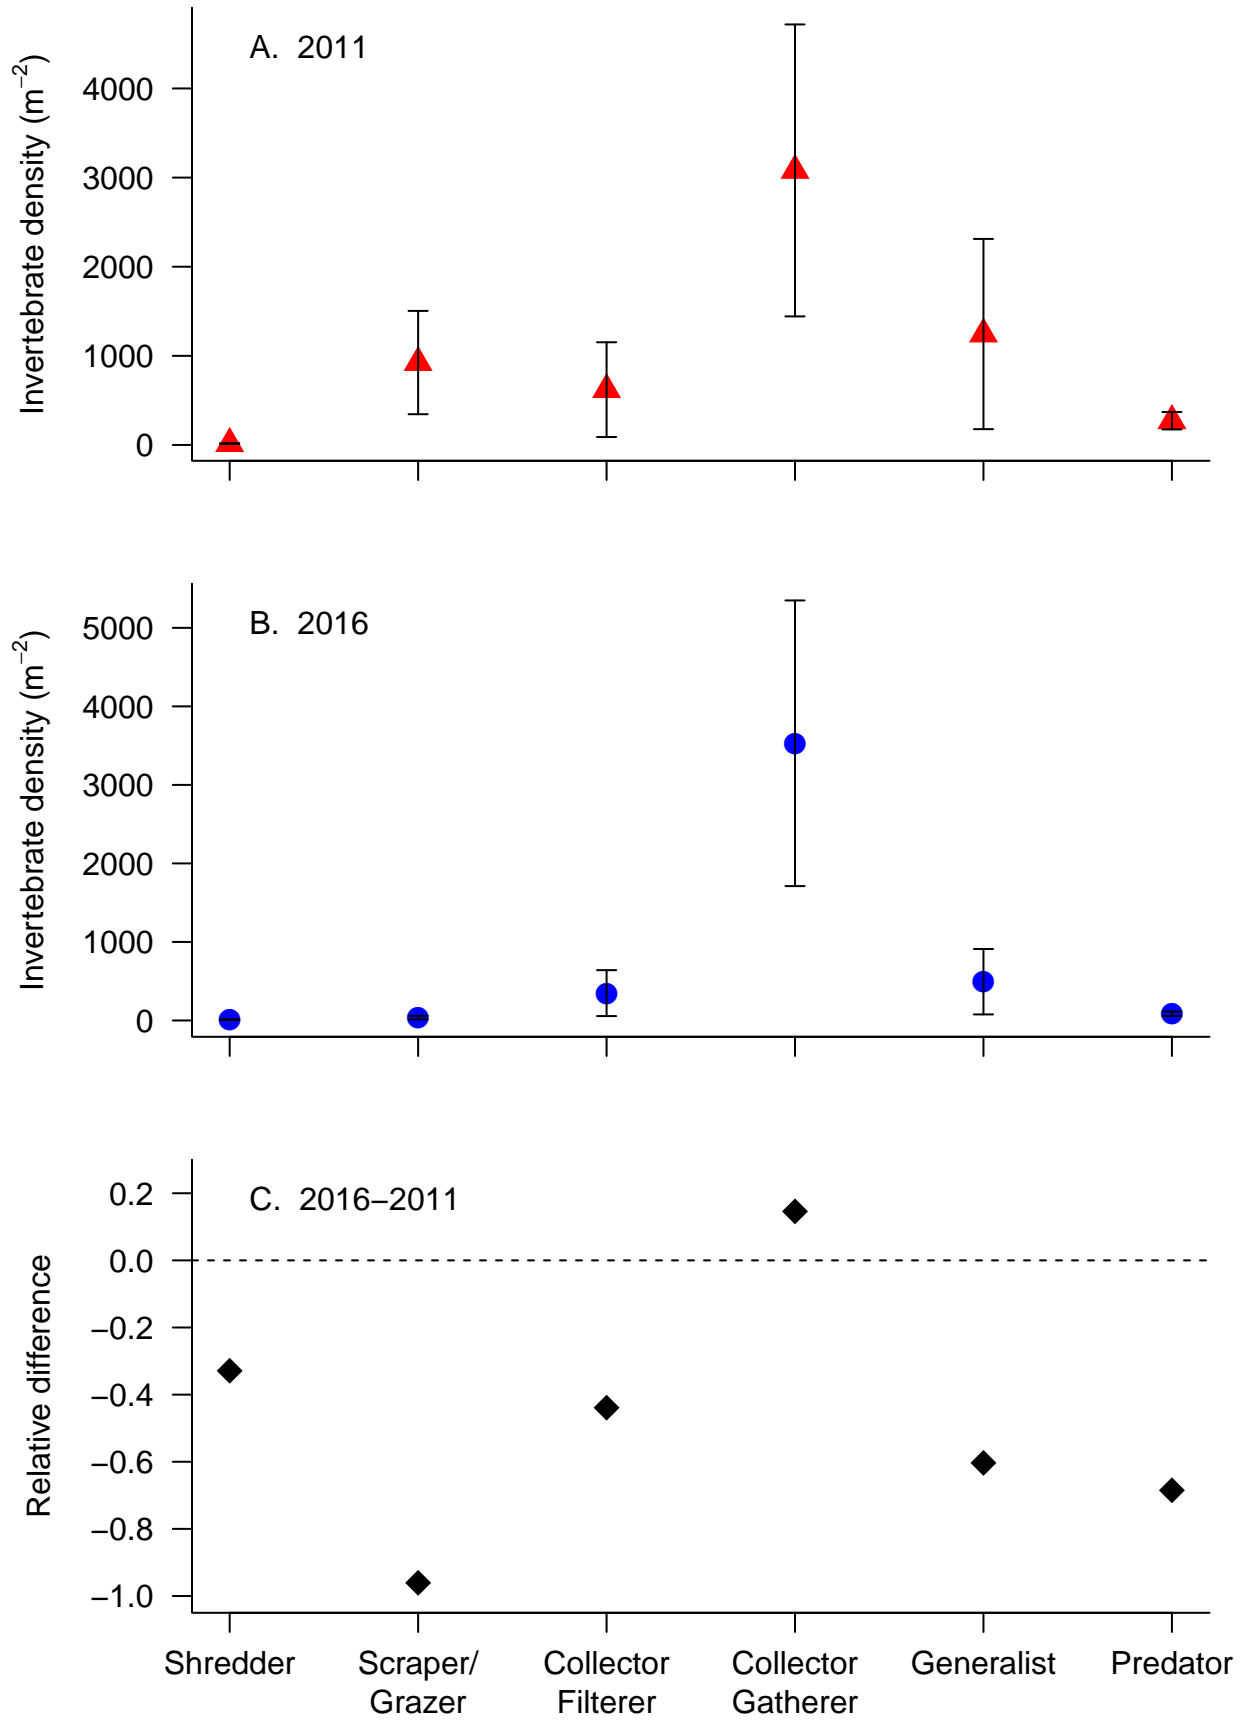 A. 2011
Invertebrate density (m−2)
4000
3000
2000
1000
0
B. 2016
Invertebrate density (m−2)
5000
4000
3000
2000
1000
0
C. 2016−2011
Relative difference
0.2
0.0
−0.2
−0.4
−0.6
−0.8
−1.0
Shredder
Scraper/
Grazer
Collector
Filterer
Collector
Gatherer
Generalist
Predator